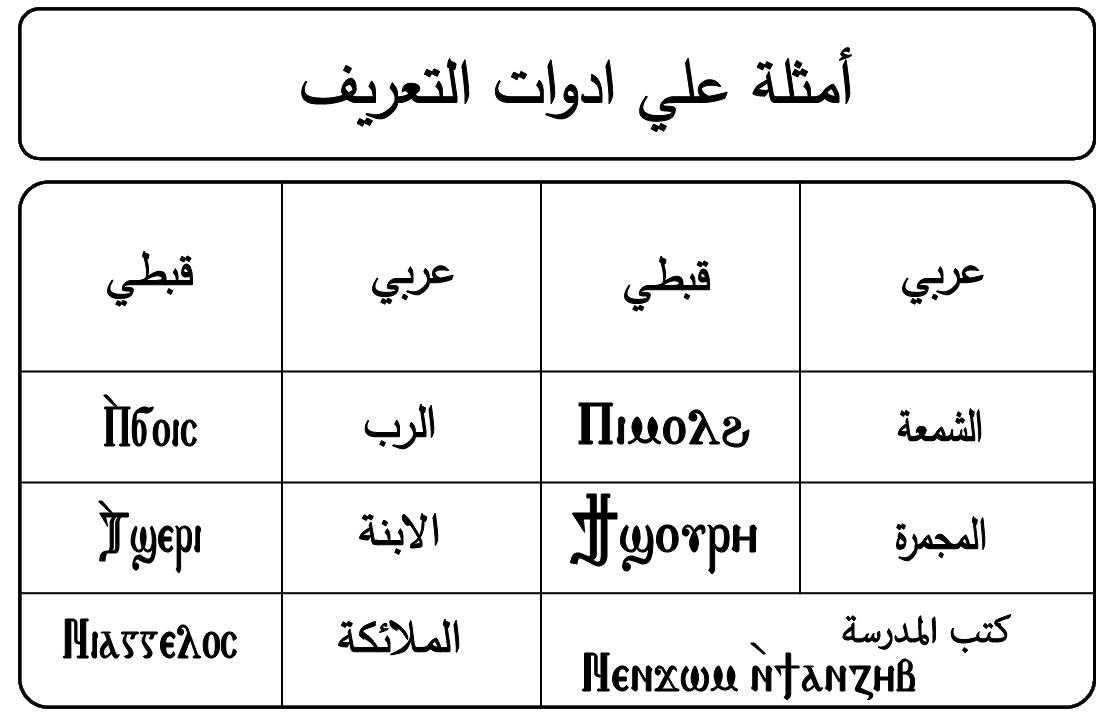 أمثلة علي ادوات التعريف
عربي قبطي عربي قبطي
الشمعة Ⲡⲓⲙⲟⲗϩ الرب Ⲡ̀ϭⲟⲓⲥ
المجمرة Ϯϣⲟⲩⲣⲏ الابنة Ⲧ̀ϣⲉⲣⲓ
كتب المدرسة
Ⲛⲉⲛϫⲱⲙ ⲛ̀ϯⲁⲛⲍⲏⲃ
الملائكة Ⲛⲓⲁⲅⲅⲉⲗⲟⲥ